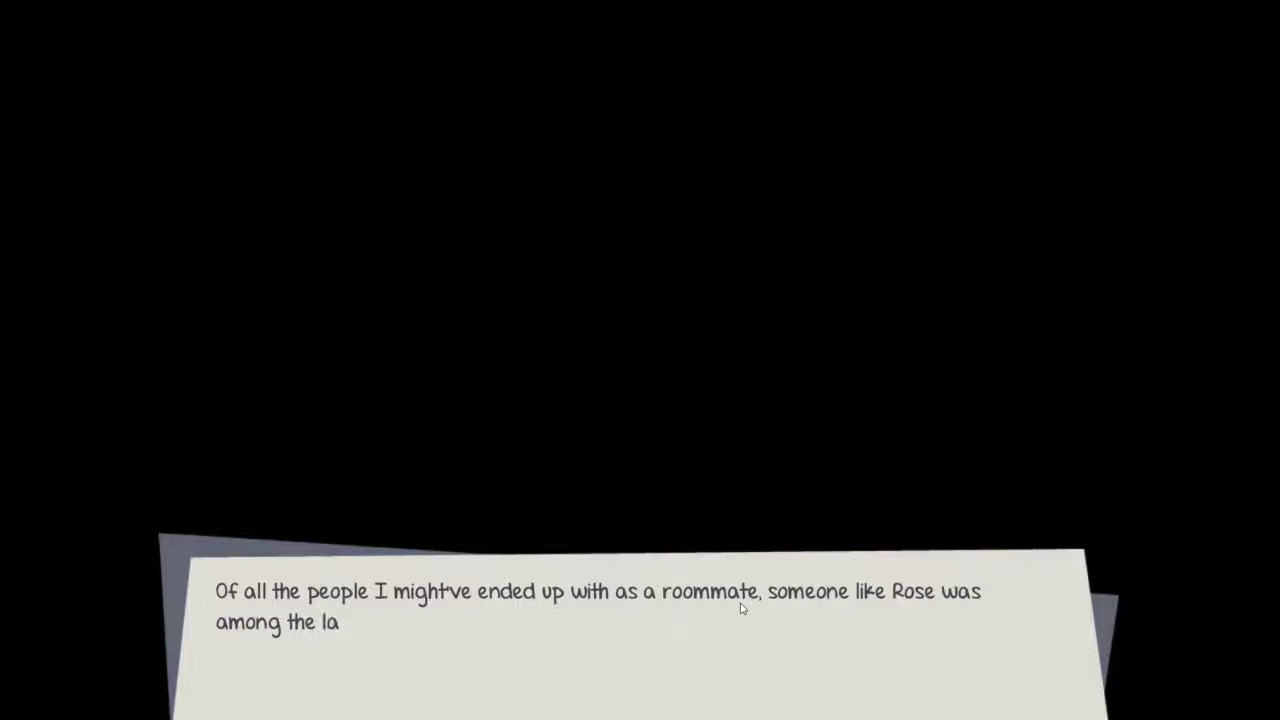 Of all the people I might've ended up with as a roommate, someone like Rose was
among the la